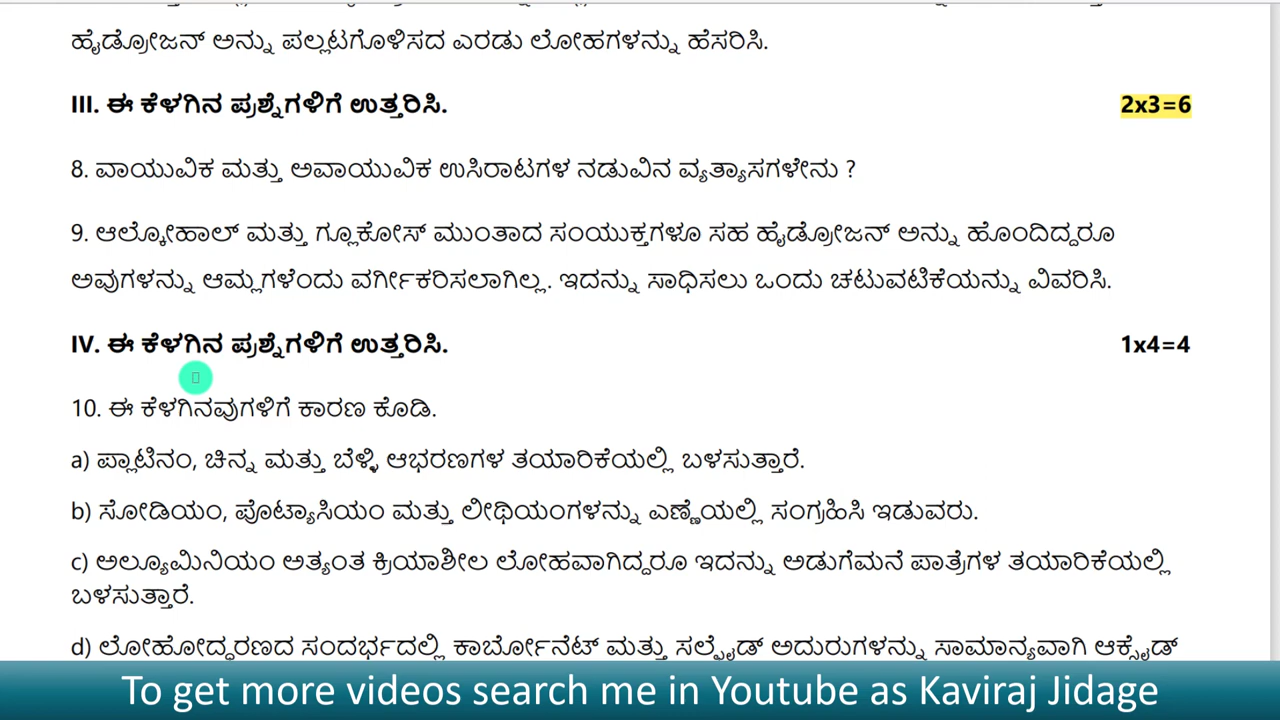 ಹೈಡ್ರೋಜನ್ ಅನ್ನು ಪಲ್ಲಟಗೊಳಿಸದ ಎರಡು ಲೋಹಗಳನ್ನು ಹೆಸರಿಸಿ.
III. ಈ ಕೆಳಗಿನ ಪ್ರಶ್ನೆಗಳಿಗೆ ಉತ್ತರಿಸಿ. 2x3=6
8. ವಾಯುವಿಕ ಮತ್ತು ಅವಾಯುವಿಕ ಉಸಿರಾಟಗಳ ನಡುವಿನ ವ್ಯತ್ಯಾಸಗಳೇನು ?
9. ಆಲ್ಕೋಹಾಲ್ ಮತ್ತು ಗ್ಲೂಕೋಸ್ ಮುಂತಾದ ಸಂಯುಕ್ತಗಳೂ ಸಹ ಹೈಡ್ರೋಜನ್ ಅನ್ನು ಹೊಂದಿದ್ದರೂ
ಅವುಗಳನ್ನು ಆಮ್ಲಗಳೆಂದು ವರ್ಗೀಕರಿಸಲಾಗಿಲ್ಲ. ಇದನ್ನು ಸಾಧಿಸಲು ಒಂದು ಚಟುವಟಿಕೆಯನ್ನು ವಿವರಿಸಿ.
IV. ಈ ಕೆಳಗಿನ ಪ್ರಶ್ನೆಗಳಿಗೆ ಉತ್ತರಿಸಿ. 1x4=4
10. ಈ ಕೆಳಗಿನವುಗಳಿಗೆ ಕಾರಣ ಕೊಡಿ.
a) ಪ್ಲಾಟಿನಂ, ಚಿನ್ನ ಮತ್ತು ಬೆಳ್ಳಿ ಆಭರಣಗಳ ತಯಾರಿಕೆಯಲ್ಲಿ ಬಳಸುತ್ತಾರೆ.
b) ಸೋಡಿಯಂ, ಪೊಟ್ಯಾಸಿಯಂ ಮತ್ತು ಲೀಥಿಯಂಗಳನ್ನು ಎಣ್ಣೆಯಲ್ಲಿ ಸಂಗ್ರಹಿಸಿ ಇಡುವರು.
c) ಅಲ್ಯೂಮಿನಿಯಂ ಅತ್ಯಂತ ಕ್ರಿಯಾಶೀಲ ಲೋಹವಾಗಿದ್ದರೂ ಇದನ್ನು ಅಡುಗೆಮನೆ ಪಾತ್ರೆಗಳ ತಯಾರಿಕೆಯಲ್ಲಿ
ಬಳಸುತ್ತಾರೆ.
d) ಲೋಹೋದ್ಧರಣದ ಸಂದರ್ಭದಲ್ಲಿ ಕಾರ್ಬೋನೆಟ್ ಮತ್ತು ಸಲ್ಫೈಡ್ ಅದುರುಗಳನ್ನು ಸಾಮಾನ್ಯವಾಗಿ ಆಕ್ಸೈಡ್
To get more videos search me in Youtube as Kaviraj Jidage